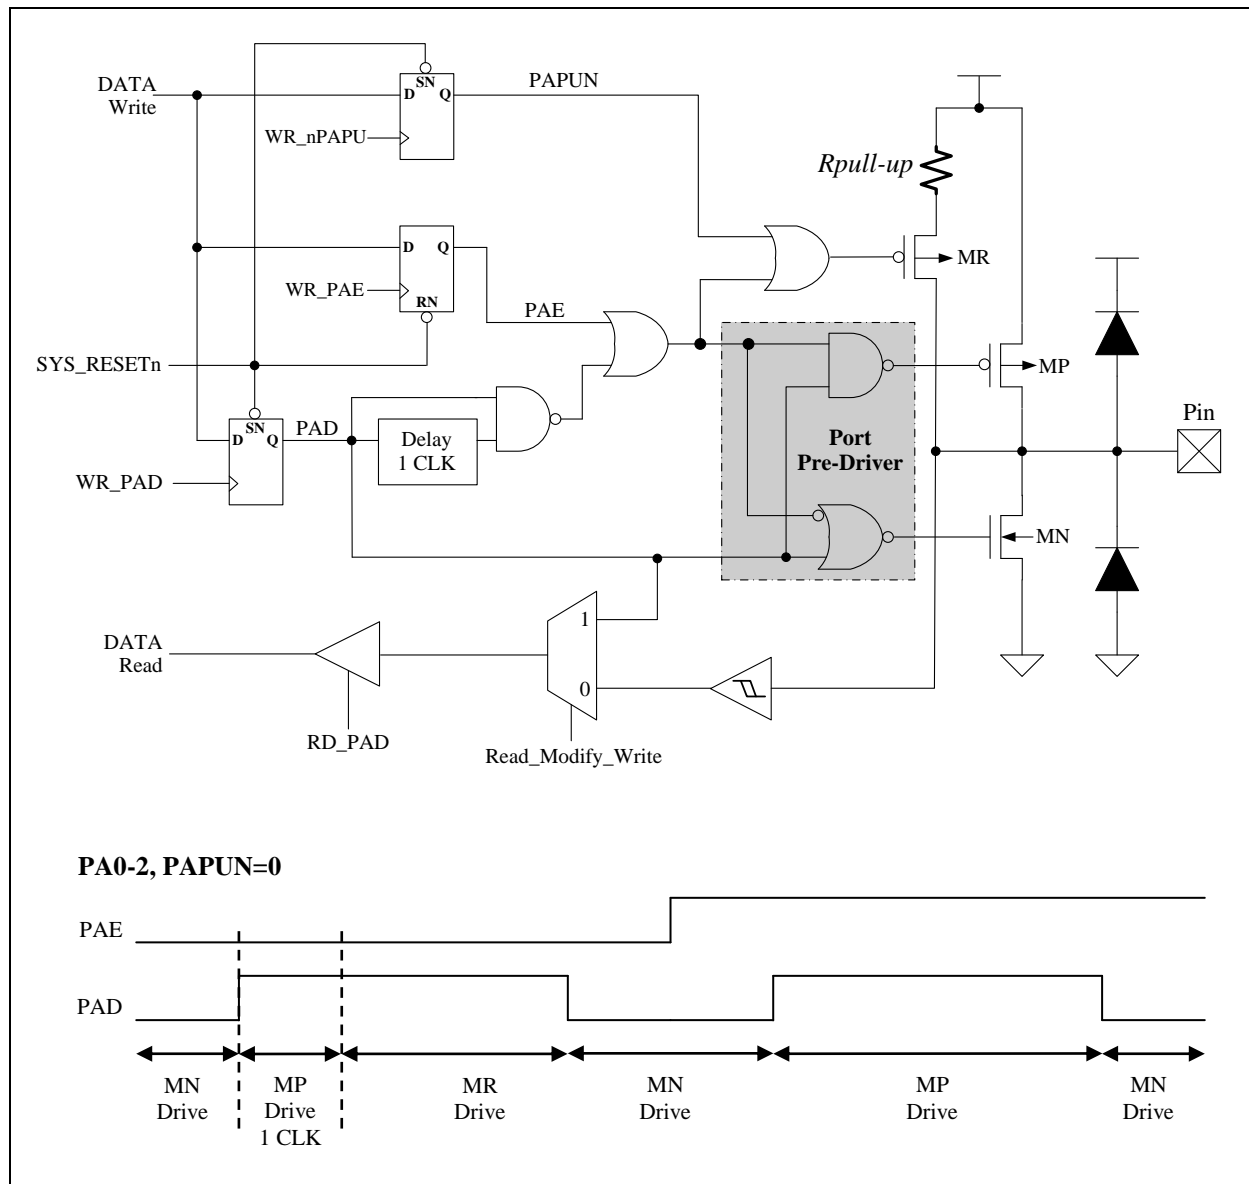 DATA
Write
SN
D
Q
PAPUN
WR_nPAPU
Rpull-up
D
Q
MR
WR_PAE
RN
PAE
SYS_RESETn
MP
SN
D
Q
PAD
Delay
1 CLK
Port
Pre-Driver
Pin
WR_PAD
MN
1
DATA
Read
0
RD_PAD
Read_Modify_Write
PA0-2, PAPUN=0
PAE
PAD
MN
Drive
MP
Drive
1 CLK
MR
Drive
MN
Drive
MP
Drive
MN
Drive